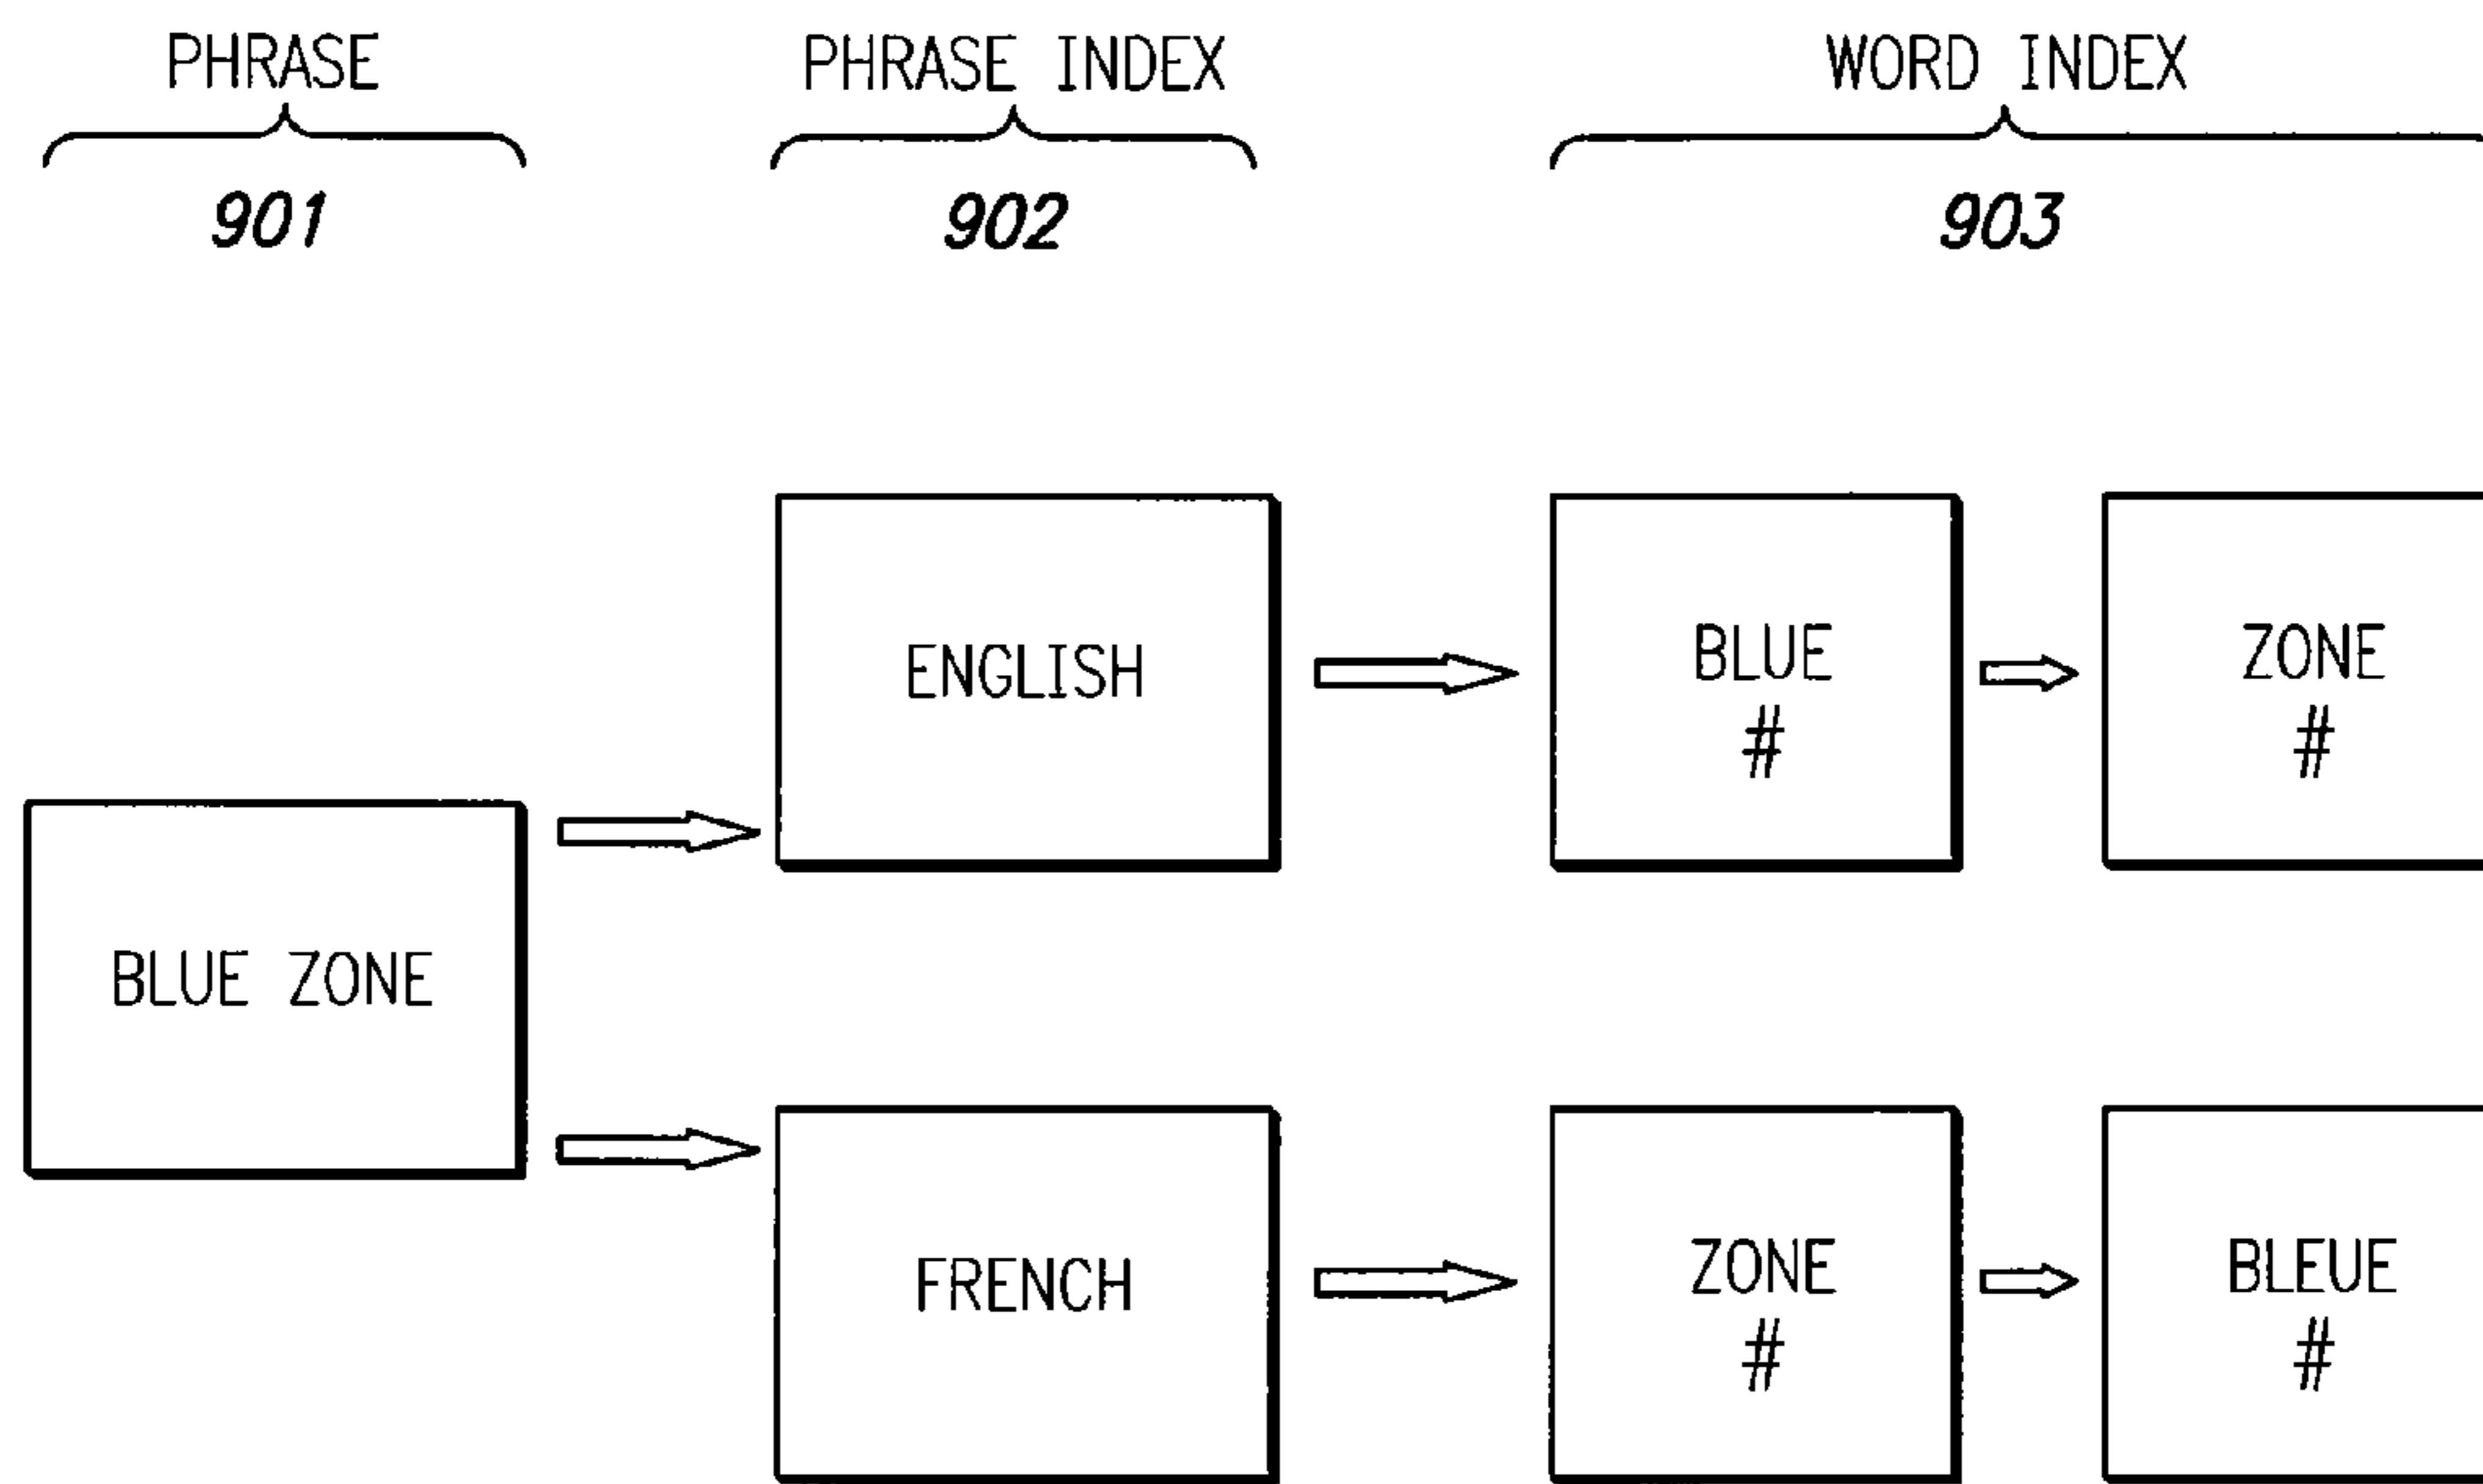 PHRASE
901
PHRASE INDEX
902
WORD INDEX
903
BLUE ZONE
ENGLISH
BLUE
#
ZONE
#
FRENCH
ZONE
#
BLEUE
#